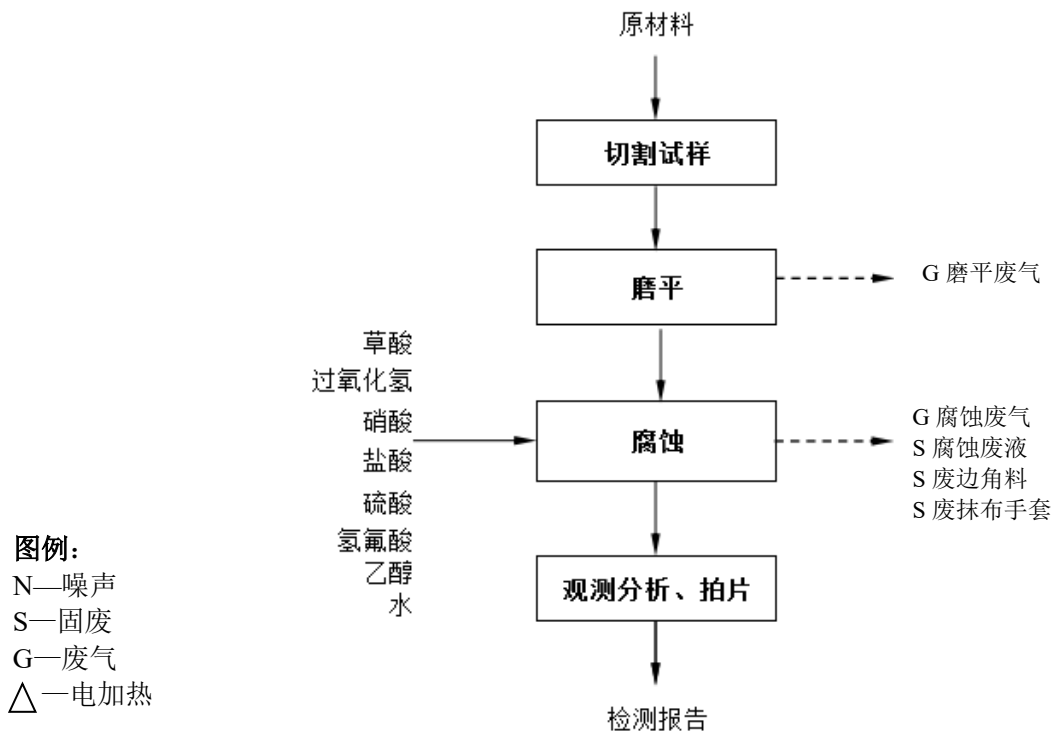 原材料
切割试样
磨平
G 磨平废气
草酸
过氧化氢
硝酸
盐酸
硫酸
氢氟酸
乙醇
水
腐蚀
G 腐蚀废气
S 腐蚀废液
S 废边角料
S 废抹布手套
观测分析、拍片
检测报告
图例：
N—噪声
S—固废
G—废气
△—电加热